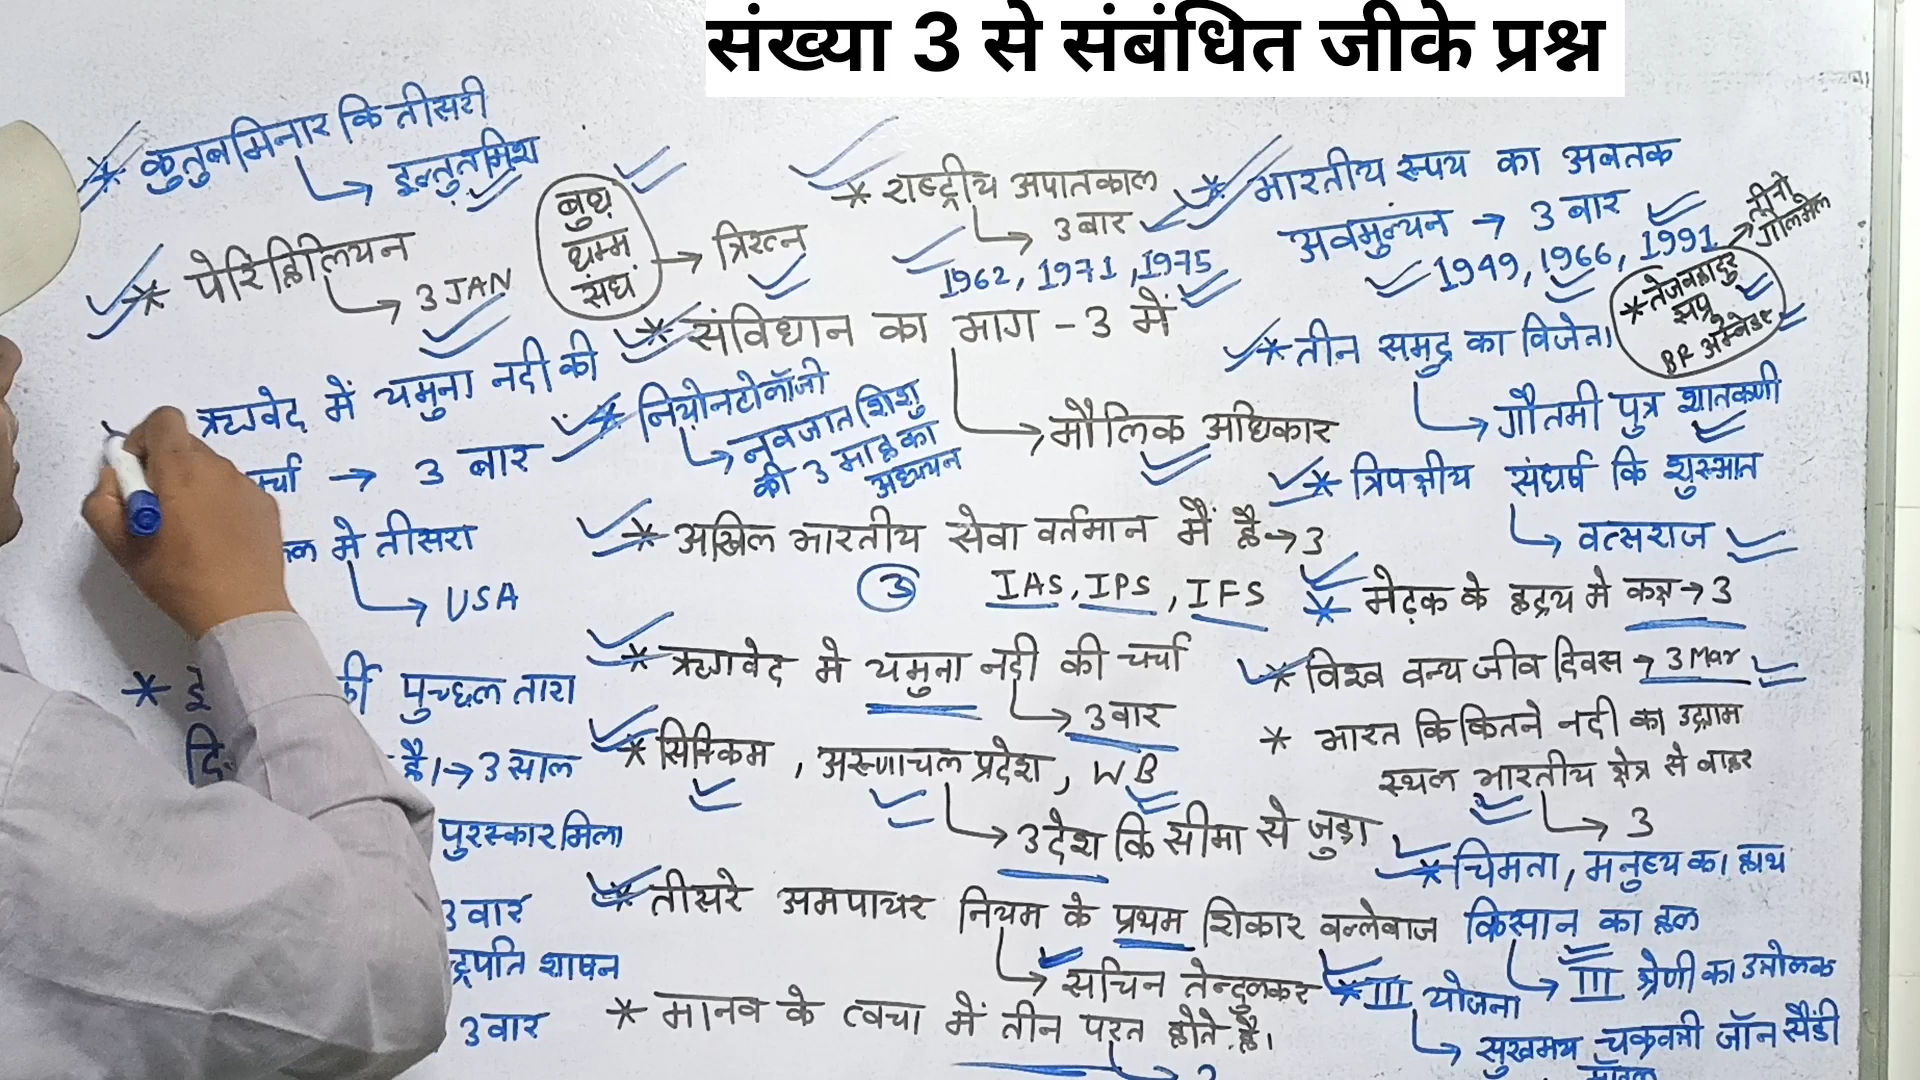 संख्या 3 से संबंधित जीके प्रश्न
* कुतुबमिनार कि तीसरी
→ इल्तुतमिश
* पेरिहिलियन
→ 3 JAN
ऋग्वेद में यमुना नदी की
चर्चा → 3 बार
मे तीसरा
→ USA
* की पुच्छल तारा
है। → 3 साल
पुरस्कार मिला
3 वार
शासन
3 वार
बुध
धम्म
संघ
→ त्रिरत्न
* राष्ट्रीय अपातकाल
→ 3 बार
1962, 1971, 1975
* संविधान का भाग - 3 में
→ मौलिक अधिकार
* नियोनटोलॉजी
→ नवजात शिशु
की 3 माह का
अध्ययन
* अखिल भारतीय सेवा वर्तमान में है → 3
3 IAS, IPS, IFS
* ऋग्वेद मे यमुना नदी की चर्चा
→ 3 वार
* सिक्किम, अरुणाचल प्रदेश, WB
→ 3 देश कि सीमा से जुड़ा
* तीसरे अमपायर नियम के प्रथम शिकार वल्लेवाज
→ सचिन तेन्दुलकर
* मानव के त्वचा में तीन परत होते है।
* भारतीय रुपय का अबतक
अवमुल्यन → 3 बार
1949, 1966, 1991
→ तीनो
गोलमेल
* तेजबहादुर
सप्रू
BR अम्बेडर
* तीन समुद्र का विजेता
→ गौतमी पुत्र शातकर्णी
* त्रिपक्षीय संघर्ष कि शुरुआत
→ वत्सराज
* मेढ़क के हृदय मे कक्ष → 3
* विश्व वन्य जीव दिवस → 3 Mar
* भारत कि कितने नदी का उद्गाम
स्थल भारतीय क्षेत्र से वाहर
→ 3
* चिमता, मनुष्य का हाथ
किसान का हल
→ III श्रेणी का उत्तोलक
* III योजना
→ सुखमय चक्रवर्ती जॉन सैंडी
मॉडल